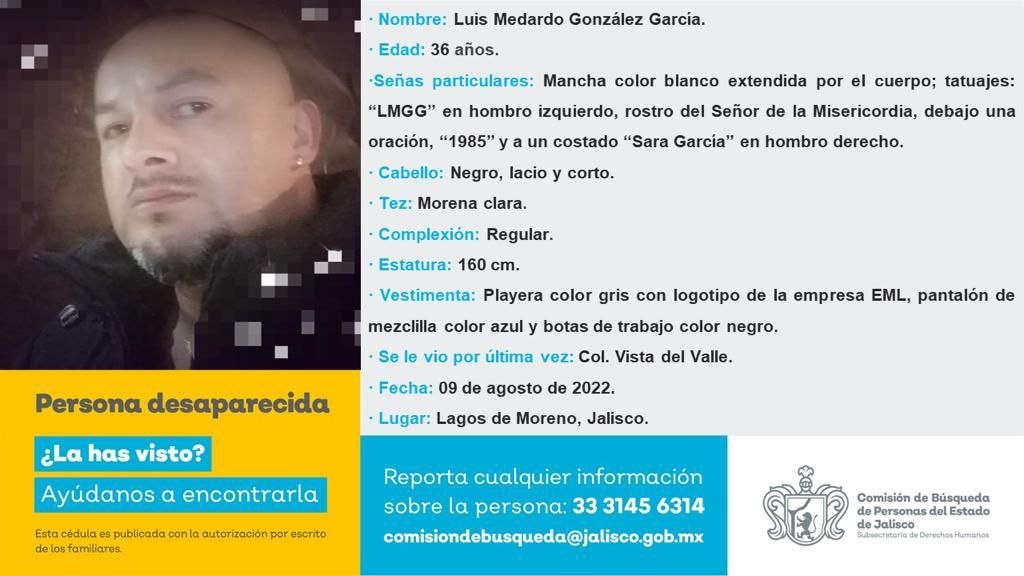 · Nombre: Luis Medardo González García.
· Edad: 36 años.
·Señas particulares: Mancha color blanco extendida por el cuerpo; tatuajes:
“LMGG” en hombro izquierdo, rostro del Señor de la Misericordia, debajo una
oración, “1985” y a un costado “Sara García” en hombro derecho.
· Cabello: Negro, lacio y corto.
· Tez: Morena clara.
· Complexión: Regular.
· Estatura: 160 cm.
· Vestimenta: Playera color gris con logotipo de la empresa EML, pantalón de
mezclilla color azul y botas de trabajo color negro.
· Se le vio por última vez: Col. Vista del Valle.
· Fecha: 09 de agosto de 2022.
· Lugar: Lagos de Moreno, Jalisco.
Persona desaparecida
¿La has visto?
Ayúdanos a encontrarla
Esta cédula es publicada con la autorización por escrito
de los familiares.
Reporta cualquier información
sobre la persona: 33 3145 6314
comisiondebusqueda@jalisco.gob.mx
Comisión de Búsqueda
de Personas del Estado
de Jalisco
Subsecretaría de Derechos Humanos